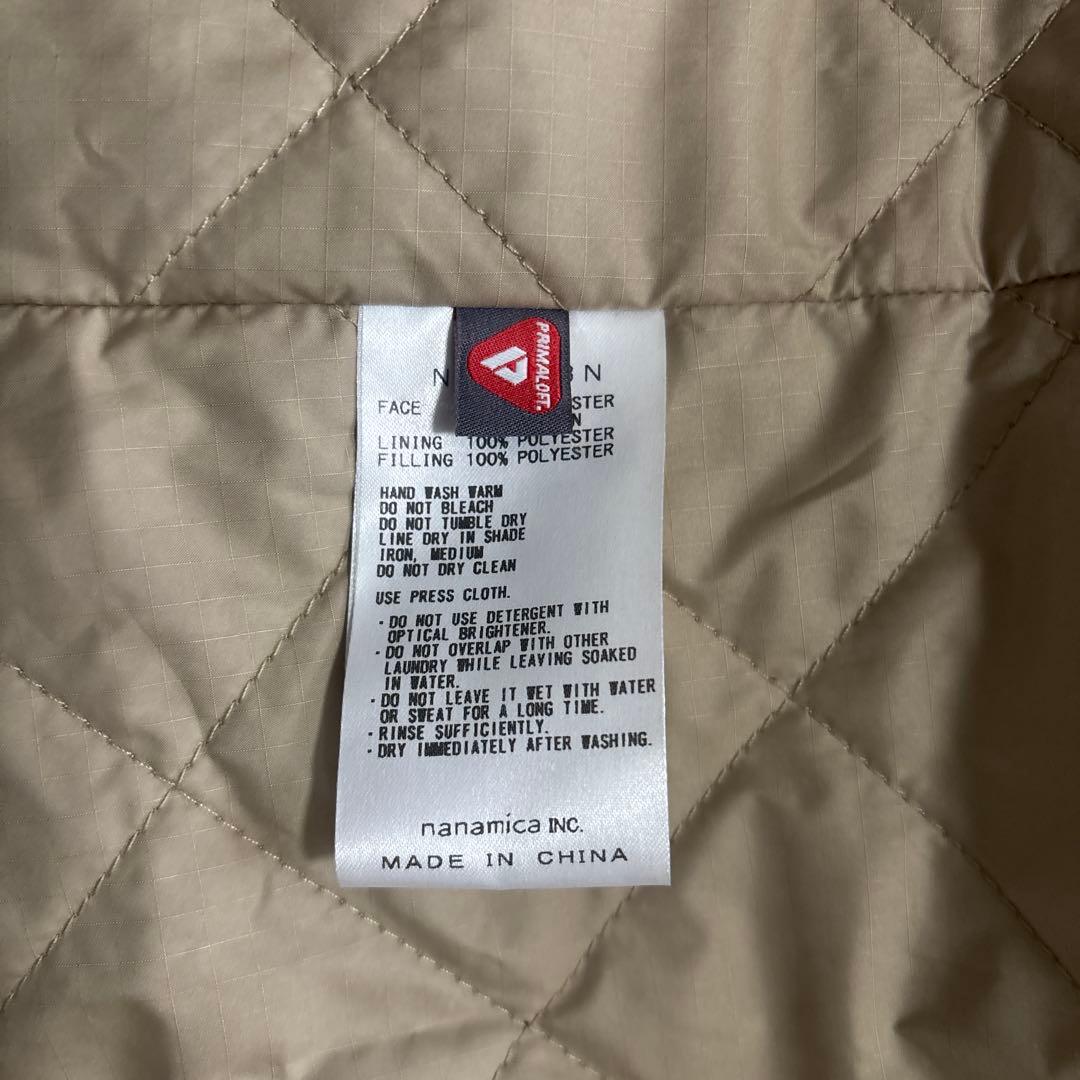 PRIMALOFT.
N
N
FACE
LINING 100% POLYESTER
FILLING 100% POLYESTER
HAND WASH WARM
DO NOT BLEACH
DO NOT TUMBLE DRY
LINE DRY IN SHADE
IRON, MEDIUM
DO NOT DRY CLEAN
USE PRESS CLOTH.
・DO NOT USE DETERGENT WITH
OPTICAL BRIGHTENER.
・DO NOT OVERLAP WITH OTHER
LAUNDRY WHILE LEAVING SOAKED
IN WATER.
・DO NOT LEAVE IT WET WITH WATER
OR SWEAT FOR A LONG TIME.
・RINSE SUFFICIENTLY.
・DRY IMMEDIATELY AFTER WASHING.
nanamica INC.
MADE IN CHINA